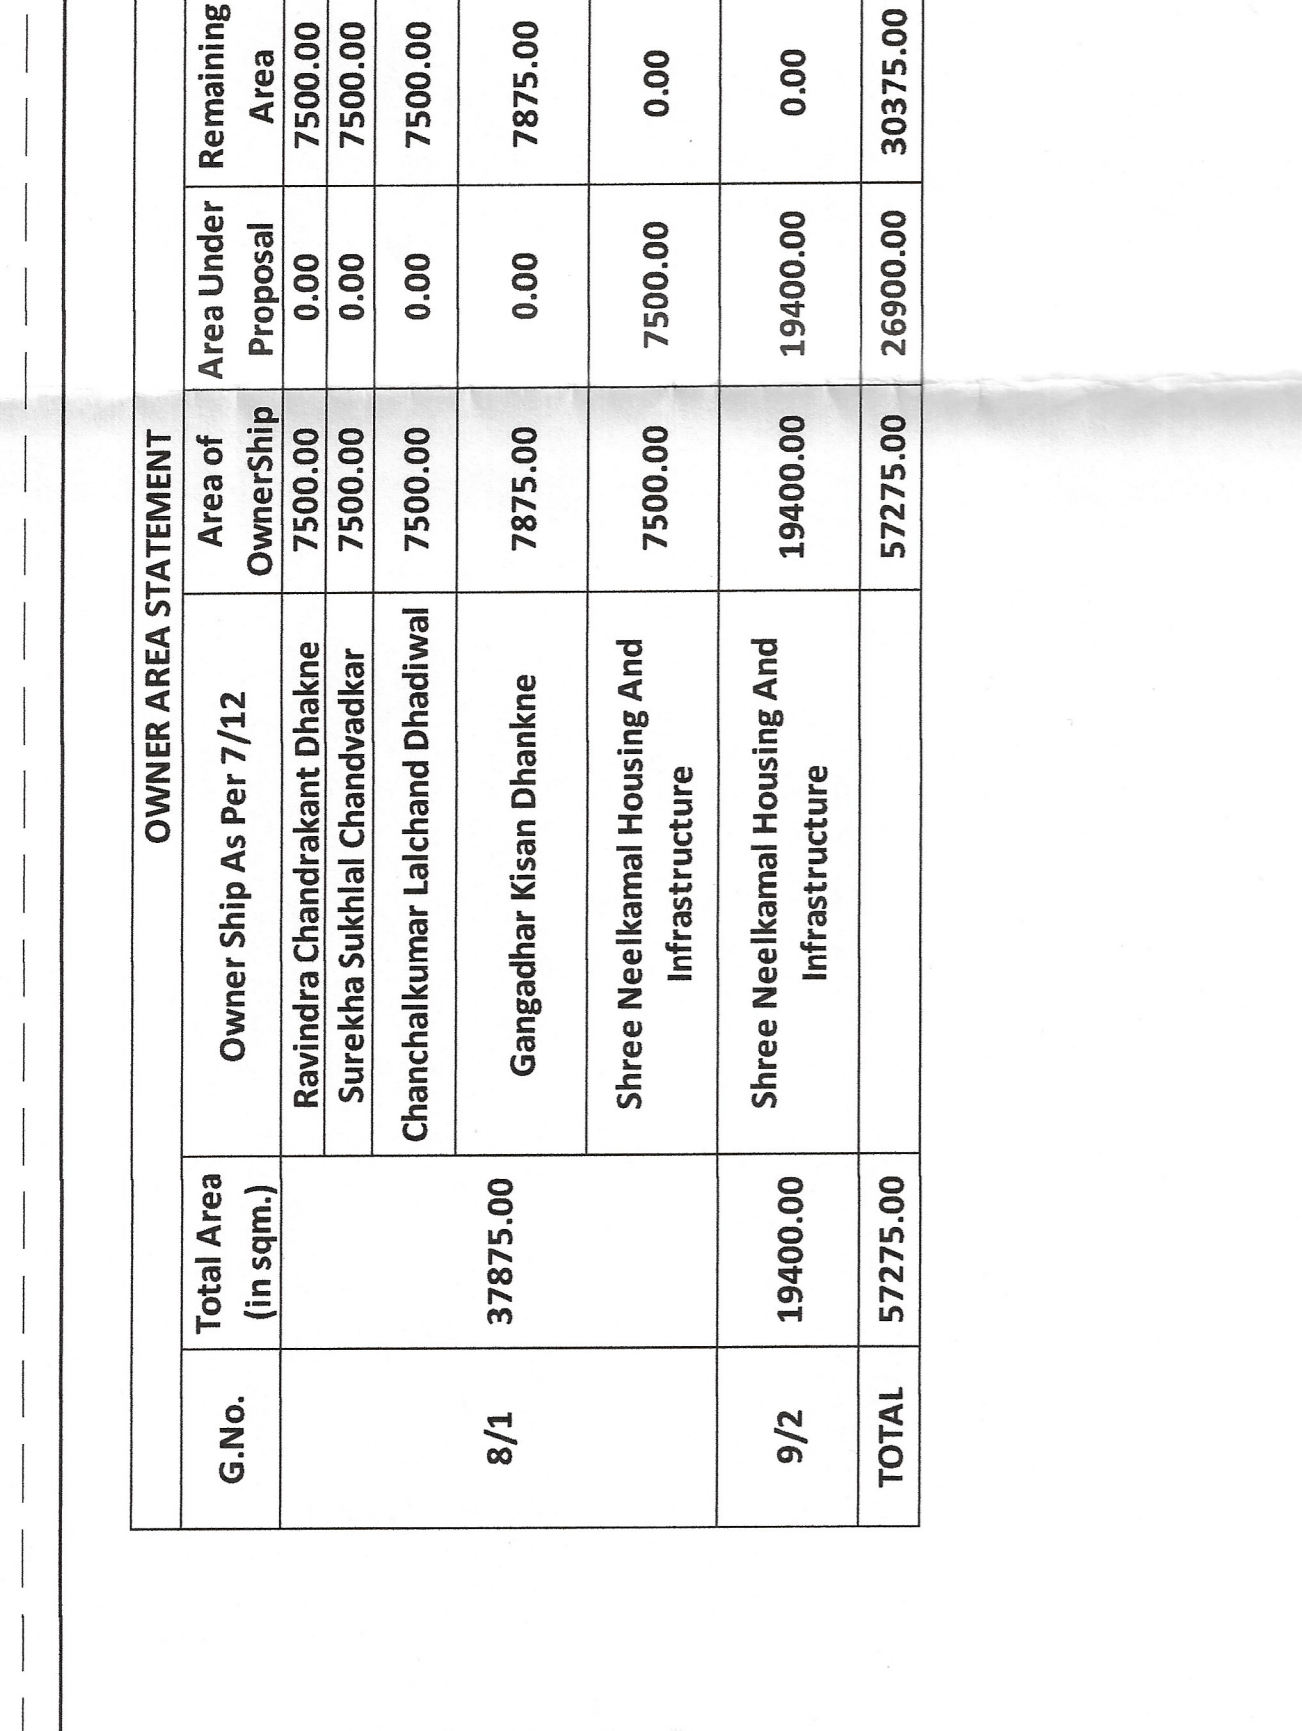 OWNER AREA STATEMENT
G.No. Total Area (in sqm.) Owner Ship As Per 7/12 Area of OwnerShip Area Under Proposal Remaining Area
8/1 37875.00 Ravindra Chandrakant Dhakne 7500.00 0.00 7500.00
Surekha Sukhlal Chandvadkar 7500.00 0.00 7500.00
Chanchalkumar Lalchand Dhadiwal 7500.00 0.00 7500.00
Gangadhar Kisan Dhankne 7875.00 0.00 7875.00
Shree Neelkamal Housing And Infrastructure 7500.00 7500.00 0.00
9/2 19400.00 Shree Neelkamal Housing And Infrastructure 19400.00 19400.00 0.00
TOTAL 57275.00 57275.00 26900.00 30375.00